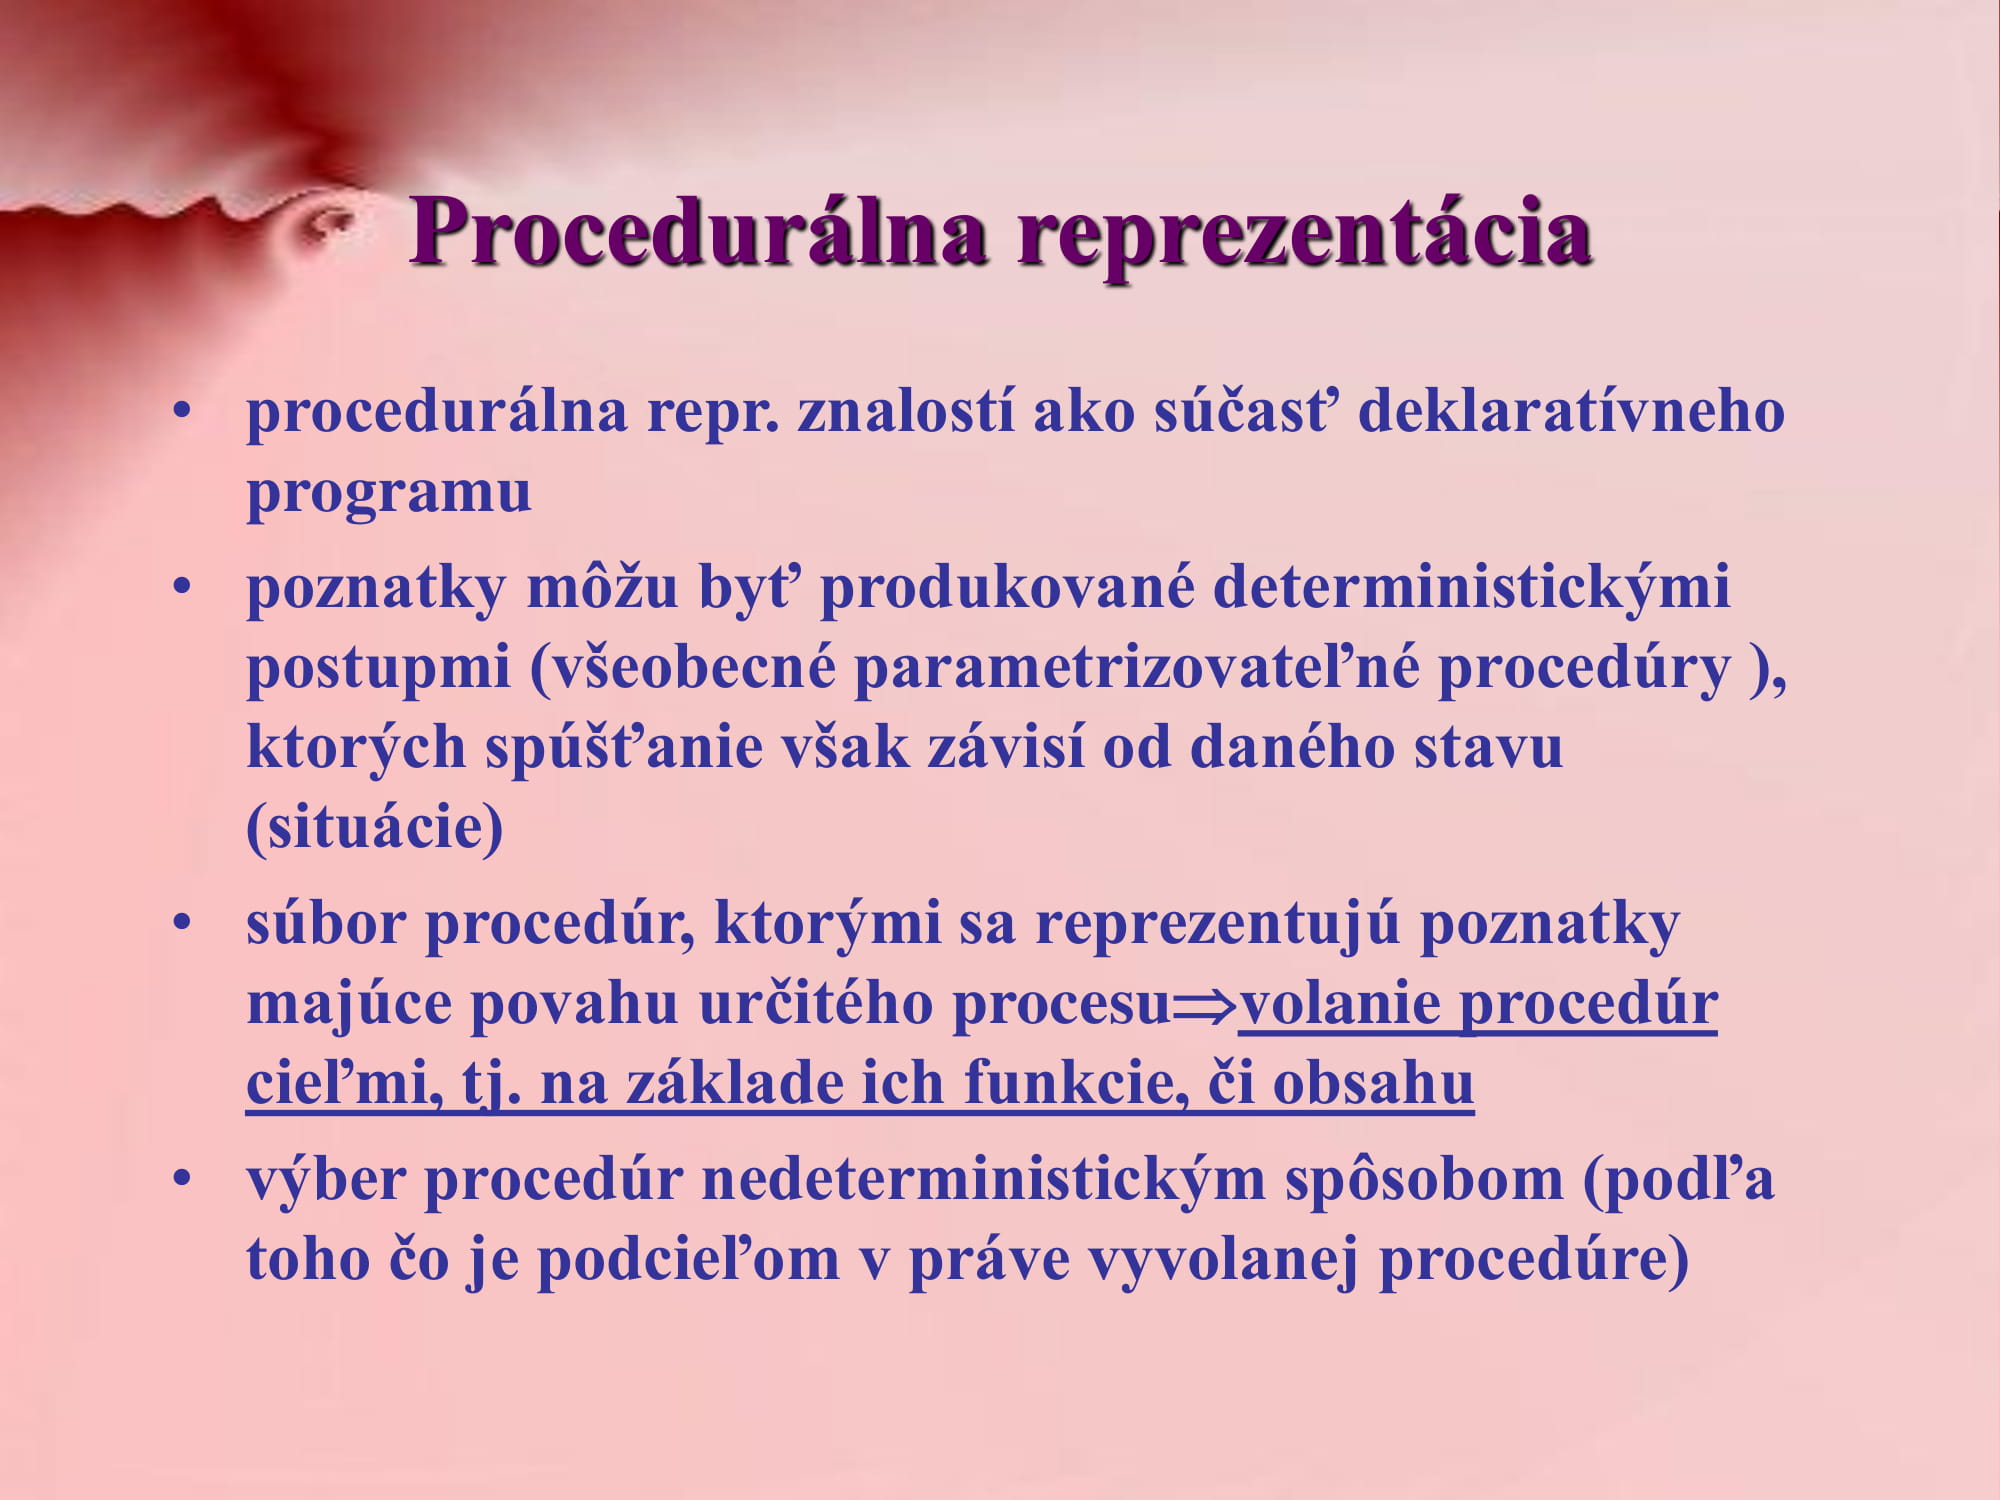 Procedurálna reprezentácia
• procedurálna repr. znalostí ako súčasť deklaratívneho
programu
• poznatky môžu byť produkované deterministickými
postupmi (všeobecné parametrizovateľné procedúry ),
ktorých spúšťanie však závisí od daného stavu
(situácie)
• súbor procedúr, ktorými sa reprezentujú poznatky
majúce povahu určitého procesu⇒volanie procedúr
cieľmi, tj. na základe ich funkcie, či obsahu
• výber procedúr nedeterministickým spôsobom (podľa
toho čo je podcieľom v práve vyvolanej procedúre)